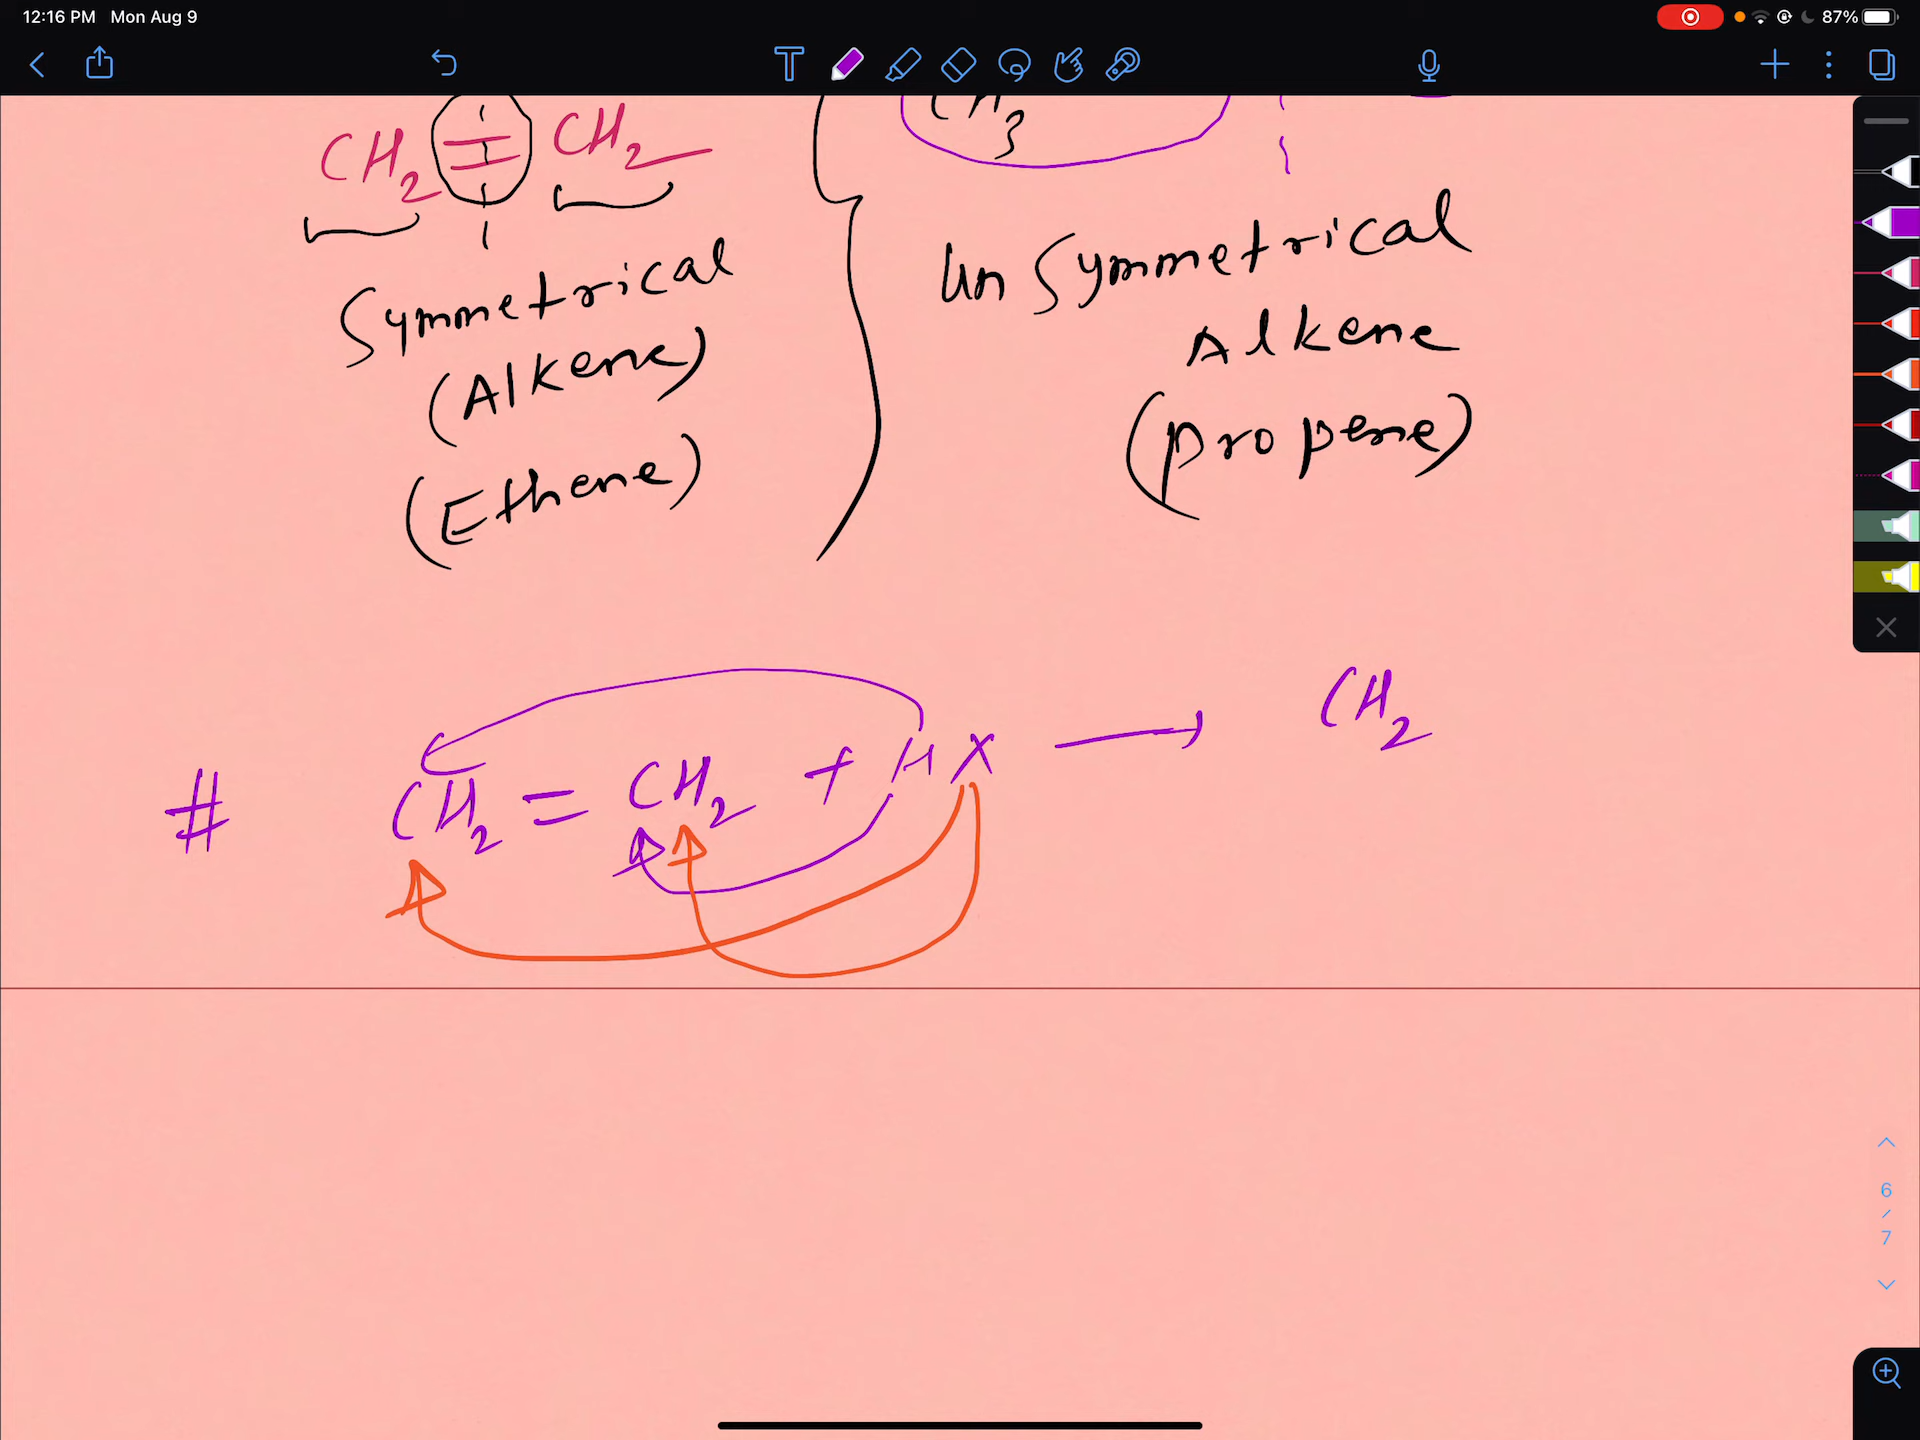 12:16 PM Mon Aug 9
87%
CH2 = CH2
CH3
Symmetrical
(Alkene)
(Ethene)
Un Symmetrical
Alkene
(propene)
# CH2 = CH2 + HX → CH2
6
/
7